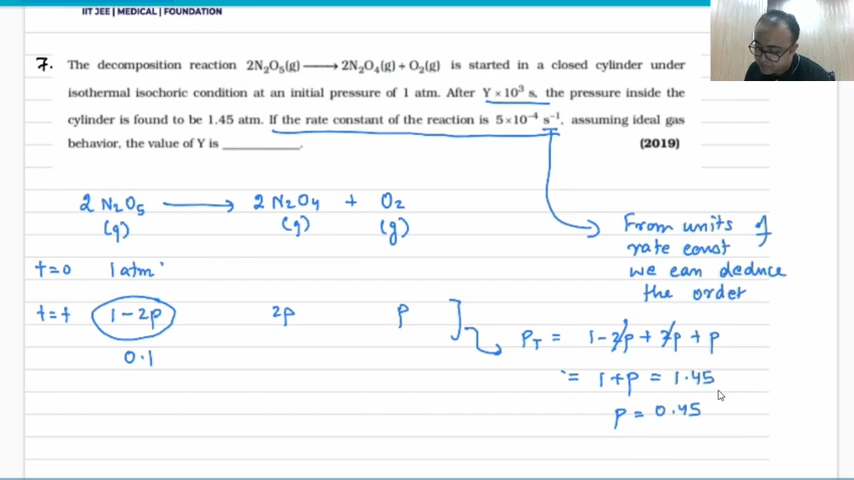 IIT JEE | MEDICAL | FOUNDATION
7. The decomposition reaction 2N₂O₅(g) ⟶ 2N₂O₄(g) + O₂(g) is started in a closed cylinder under
isothermal isochoric condition at an initial pressure of 1 atm. After Y × 10³ s, the pressure inside the
cylinder is found to be 1.45 atm. If the rate constant of the reaction is 5×10⁻⁴ s⁻¹, assuming ideal gas
behavior, the value of Y is __________. (2019)
2 N₂O₅ ⟶ 2 N₂O₄ + O₂
(g) (g) (g)
From units of
rate const
we can deduce
the order
t=0 1 atm
t=t 1-2p 2p p
0.1
P_T = 1-2p + 2p + p
= 1+p = 1.45
p = 0.45